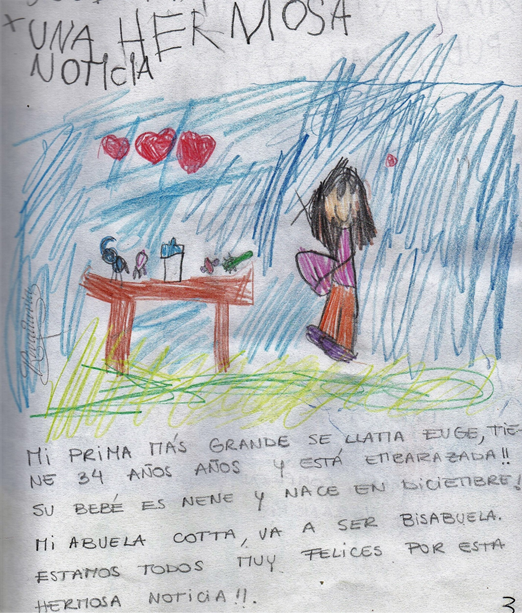 UNA HERMOSA
NOTICIA
MI PRIMA MÁS GRANDE SE LLAMA EUGE, TIE-
NE 34 AÑOS AÑOS Y ESTÁ EMBARAZADA!!
SU BEBÉ ES NENE Y NACE EN DICIEMBRE!
MI ABUELA COTTA, VA A SER BISABUELA.
ESTAMOS TODOS MUY FELICES POR ESTA
HERMOSA NOTICIA!!.
3